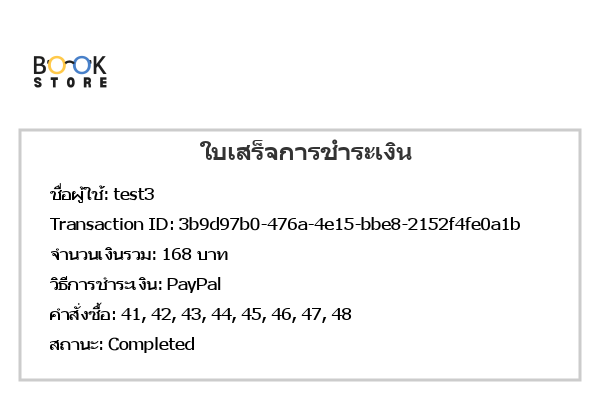 BOOK
STORE
ใบเสร็จการชำระเงิน
ชื่อผู้ใช้: test3
Transaction ID: 3b9d97b0-476a-4e15-bbe8-2152f4fe0a1b
จำนวนเงินรวม: 168 บาท
วิธีการชำระเงิน: PayPal
คำสั่งซื้อ: 41, 42, 43, 44, 45, 46, 47, 48
สถานะ: Completed